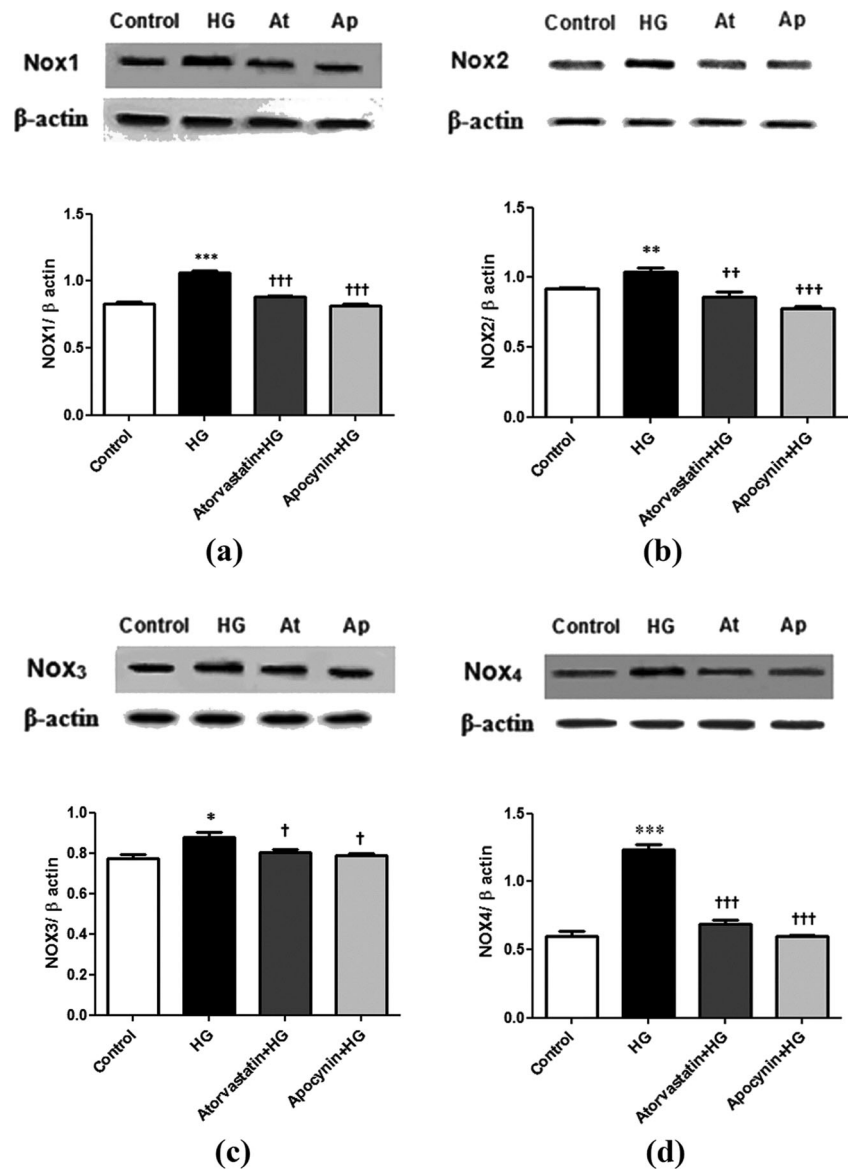 Control HG At Ap
Nox1
β-actin
1.5
1.0
0.5
0.0
NOX1/ β actin
***
†††
†††
Control
HG
Atorvastatin+HG
Apocynin+HG
(a)
Control HG At Ap
Nox2
β-actin
1.5
1.0
0.5
0.0
NOX2/ β actin
**
††
†††
Control
HG
Atorvastatin+HG
Apocynin+HG
(b)
Control HG At Ap
Nox3
β-actin
1.0
0.8
0.6
0.4
0.2
0.0
NOX3/ β actin
*
†
†
Control
HG
Atorvastatin+HG
Apocynin+HG
(c)
Control HG At Ap
Nox4
β-actin
1.5
1.0
0.5
0.0
NOX4/ β actin
***
†††
†††
Control
HG
Atorvastatin+HG
Apocynin+HG
(d)